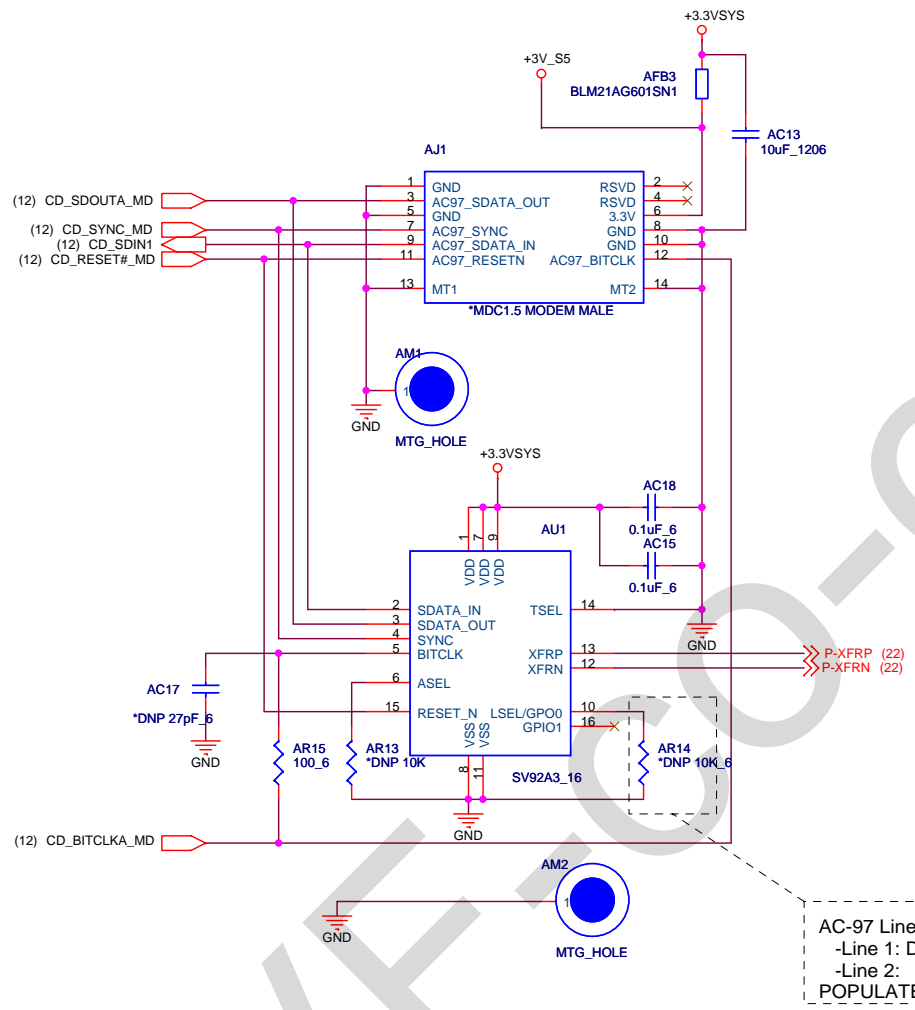 +3.3VSYS
+3V_S5
AFB3
BLM21AG601SN1
AC13
10uF_1206
AJ1
(12) CD_SDOUTA_MD
(12) CD_SYNC_MD
(12) CD_SDIN1
(12) CD_RESET#_MD
1 GND
3 AC97_SDATA_OUT
5 GND
7 AC97_SYNC
9 AC97_SDATA_IN
11 AC97_RESETN
13 MT1
RSVD 2
RSVD 4
3.3V 6
GND 8
GND 10
AC97_BITCLK 12
MT2 14
*MDC1.5 MODEM MALE
AM1
1
GND
MTG_HOLE
+3.3VSYS
AC18
0.1uF_6
AC15
0.1uF_6
AU1
1 VDD
7 VDD
9 VDD
2 SDATA_IN
3 SDATA_OUT
4 SYNC
5 BITCLK
6 ASEL
15 RESET_N
TSEL 14
GND
XFRP 13
XFRN 12
P-XFRP (22)
P-XFRN (22)
LSEL/GPO0 10
GPIO1 16
VSS 8
VSS 11
SV92A3_16
AC17
*DNP 27pF_6
GND
AR15
100_6
AR13
*DNP 10K
AR14
*DNP 10K_6
GND
(12) CD_BITCLKA_MD
AM2
1
GND
MTG_HOLE
AC-97 Line
-Line 1: D
-Line 2:
POPULATE